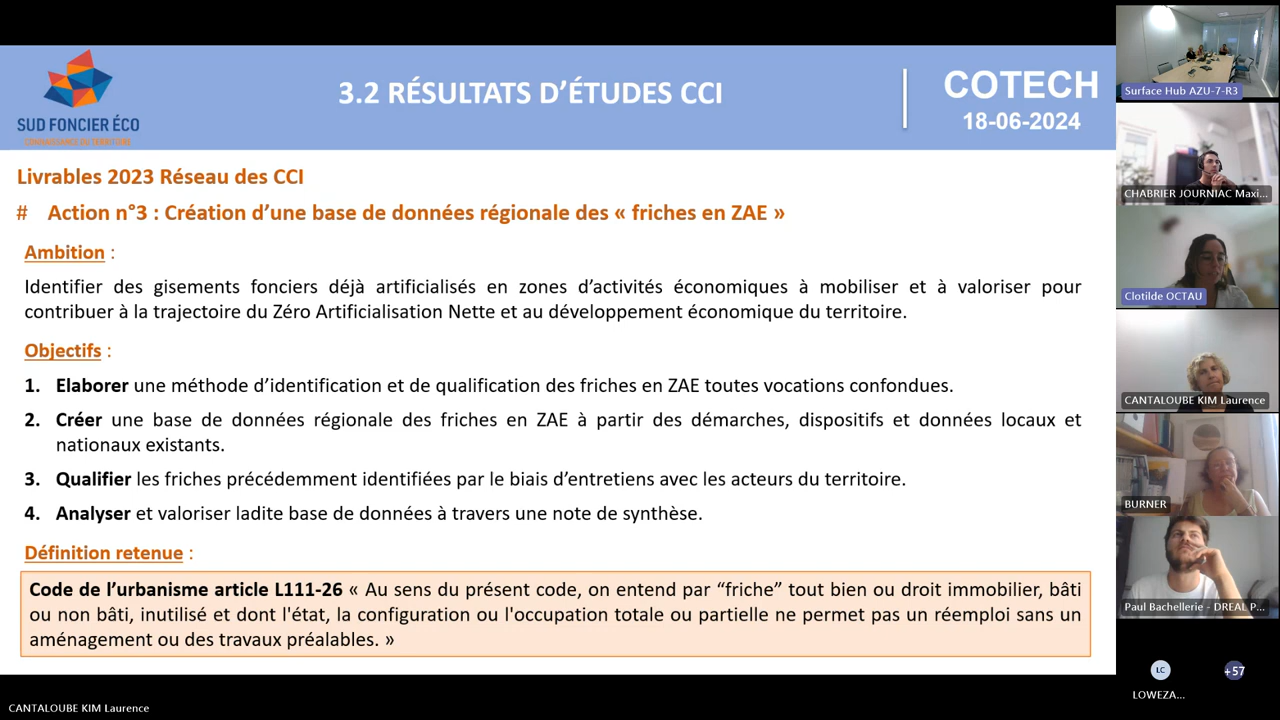 3.2 RÉSULTATS D’ÉTUDES CCI
COTECH
18-06-2024
SUD FONCIER ÉCO
CONNAISSANCE DU TERRITOIRE
Livrables 2023 Réseau des CCI
# Action n°3 : Création d’une base de données régionale des « friches en ZAE »
Ambition :
Identifier des gisements fonciers déjà artificialisés en zones d’activités économiques à mobiliser et à valoriser pour
contribuer à la trajectoire du Zéro Artificialisation Nette et au développement économique du territoire.
Objectifs :
1. Elaborer une méthode d’identification et de qualification des friches en ZAE toutes vocations confondues.
2. Créer une base de données régionale des friches en ZAE à partir des démarches, dispositifs et données locaux et
nationaux existants.
3. Qualifier les friches précédemment identifiées par le biais d’entretiens avec les acteurs du territoire.
4. Analyser et valoriser ladite base de données à travers une note de synthèse.
Définition retenue :
Code de l’urbanisme article L111-26 « Au sens du présent code, on entend par “friche” tout bien ou droit immobilier, bâti
ou non bâti, inutilisé et dont l'état, la configuration ou l'occupation totale ou partielle ne permet pas un réemploi sans un
aménagement ou des travaux préalables. »
Surface Hub AZU-7-R3
CHABRIER JOURNIAC Maxi...
Clotilde OCTAU
CANTALOUBE KIM Laurence
BURNER
Paul Bachellerie - DREAL P...
LC
+57
LOWEZA...
CANTALOUBE KIM Laurence